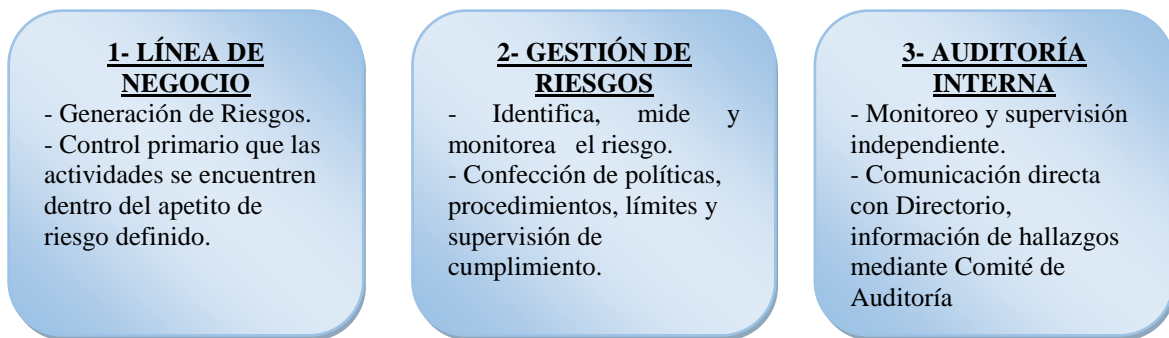 1- LÍNEA DE
NEGOCIO
- Generación de Riesgos.
- Control primario que las
actividades se encuentren
dentro del apetito de
riesgo definido.
2- GESTIÓN DE
RIESGOS
- Identifica, mide y
monitorea el riesgo.
- Confección de políticas,
procedimientos, límites y
supervisión de
cumplimiento.
3- AUDITORÍA
INTERNA
- Monitoreo y supervisión
independiente.
- Comunicación directa
con Directorio,
información de hallazgos
mediante Comité de
Auditoría